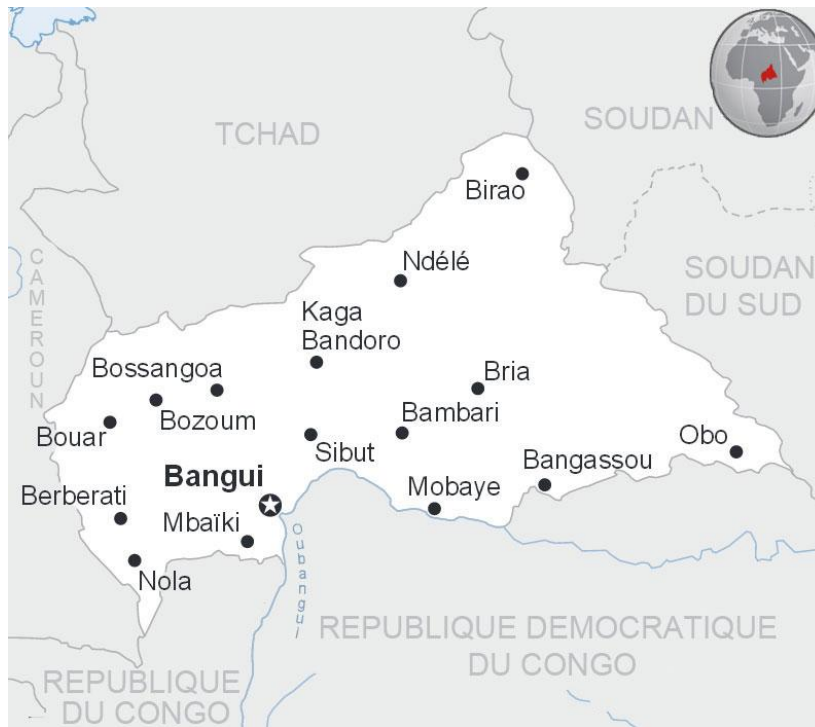 TCHAD
SOUDAN
Birao
CAMEROUN
Ndélé
SOUDAN
DU SUD
Kaga
Bandoro
Bossangoa
Bria
Bozoum
Bambari
Bouar
Sibut
Obo
Bangui
Bangassou
Berberati
Mobaye
Mbaïki
Oubangui
Nola
REPUBLIQUE DEMOCRATIQUE
DU CONGO
REPUBLIQUE
DU CONGO